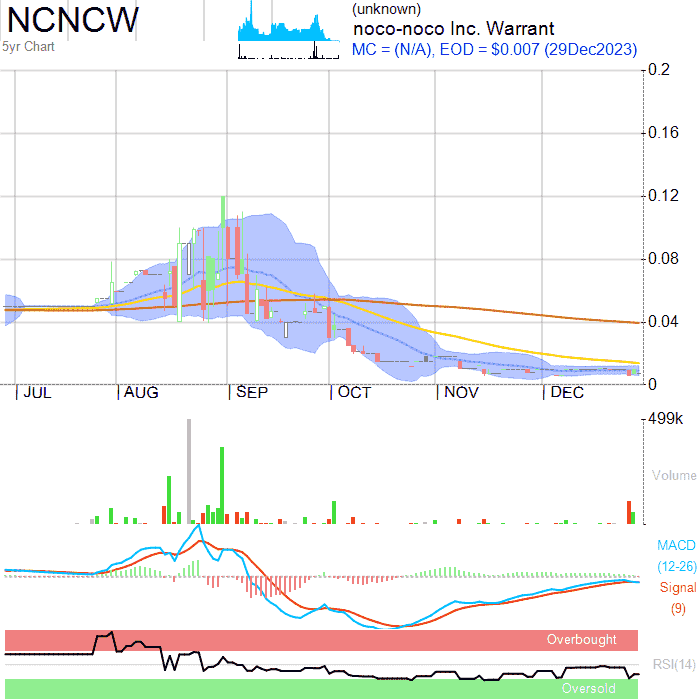 NCNCW
5yr Chart
(unknown)
noco-noco Inc. Warrant
MC = (N/A), EOD = $0.007 (29Dec2023)
0.2
0.16
0.12
0.08
0.04
0
JUL AUG SEP OCT NOV DEC
499k
Volume
MACD
(12-26)
Signal
(9)
Overbought
RSI(14)
Oversold